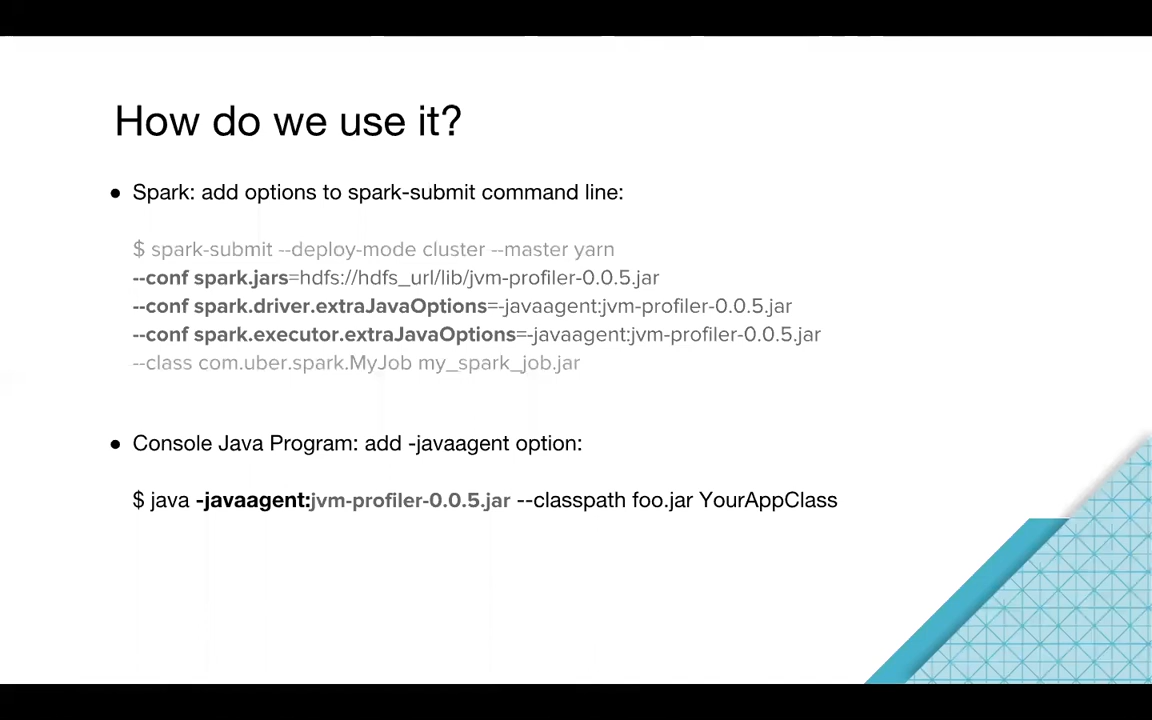 How do we use it?
● Spark: add options to spark-submit command line:
$ spark-submit --deploy-mode cluster --master yarn
--conf spark.jars=hdfs://hdfs_url/lib/jvm-profiler-0.0.5.jar
--conf spark.driver.extraJavaOptions=-javaagent:jvm-profiler-0.0.5.jar
--conf spark.executor.extraJavaOptions=-javaagent:jvm-profiler-0.0.5.jar
--class com.uber.spark.MyJob my_spark_job.jar
● Console Java Program: add -javaagent option:
$ java -javaagent:jvm-profiler-0.0.5.jar --classpath foo.jar YourAppClass